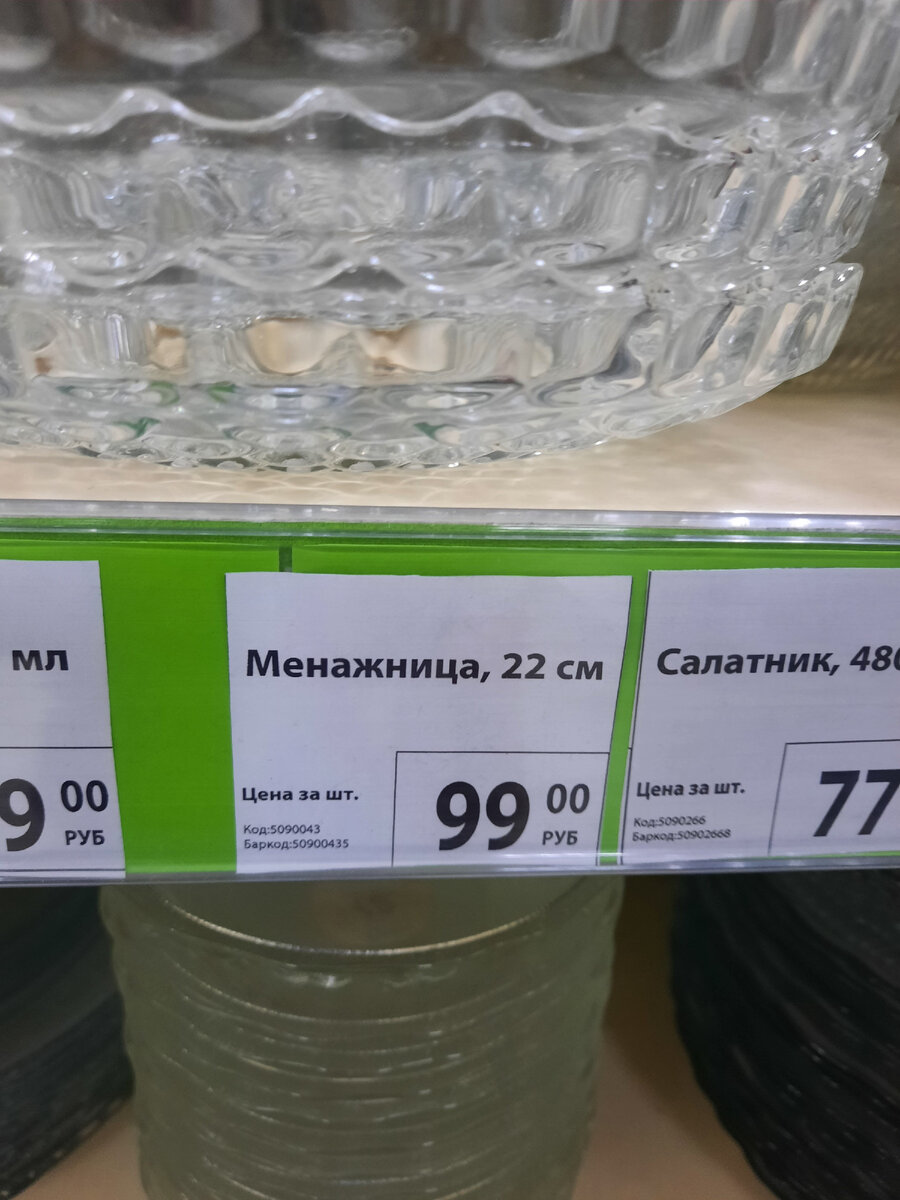 мл
9 00
РУБ
Менажница, 22 см
Цена за шт.
Код:5090043
Баркод:50900435
99 00
РУБ
Салатник, 480
Цена за шт.
Код:5090266
Баркод:50902668
77